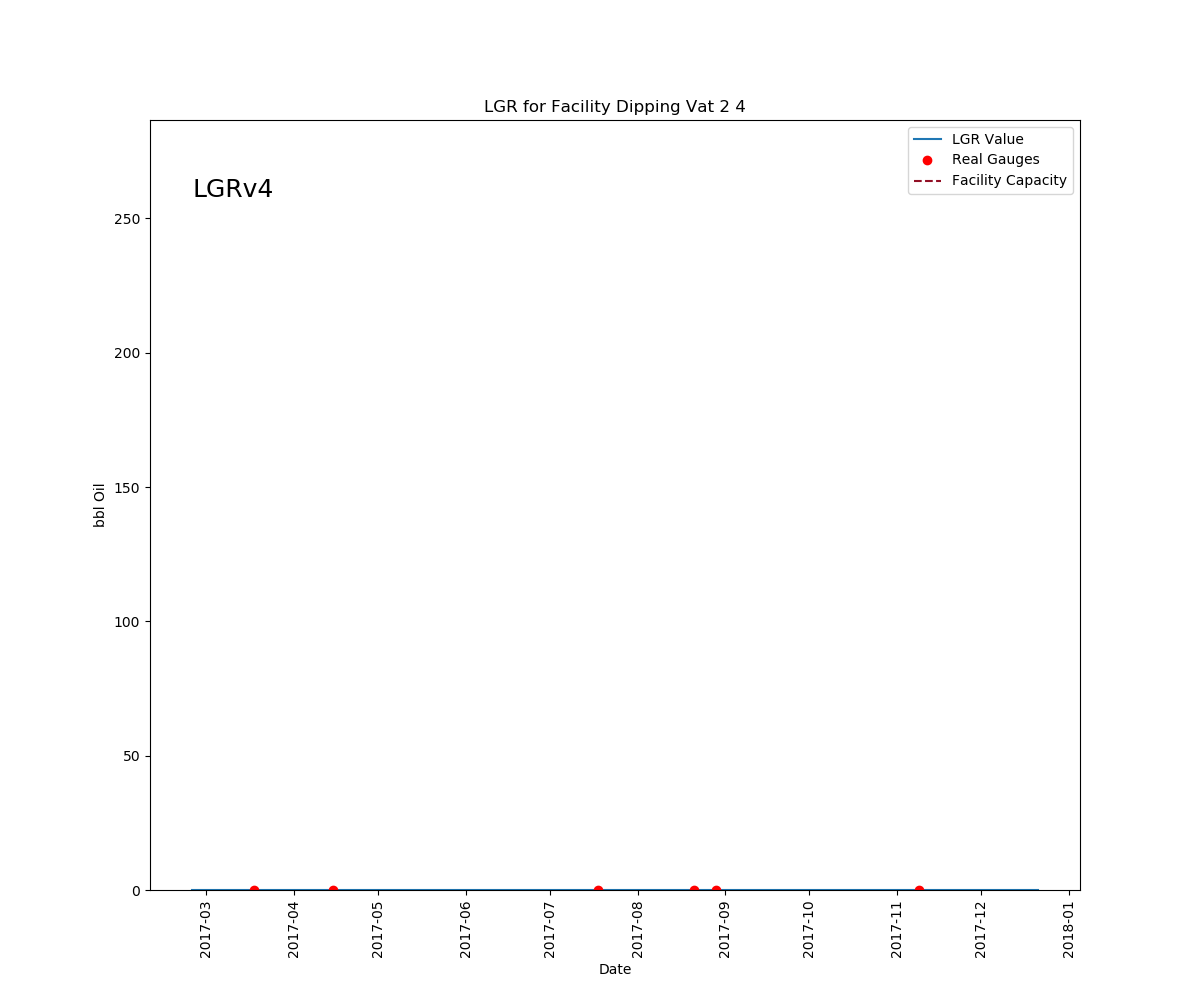 LGR for Facility Dipping Vat 2 4
LGR Value
Real Gauges
Facility Capacity
LGRv4
250
200
150
100
50
0
bbl Oil
2017-03
2017-04
2017-05
2017-06
2017-07
2017-08
2017-09
2017-10
2017-11
2017-12
2018-01
Date